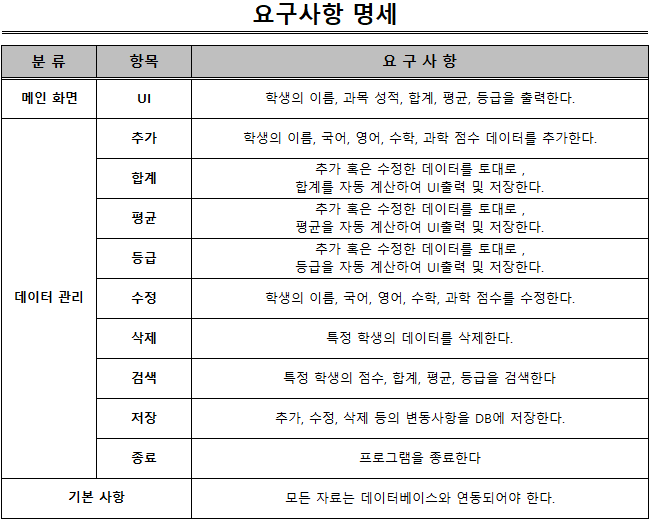 요구사항 명세
분 류 항목 요 구 사 항
메인 화면 UI 학생의 이름, 과목 성적, 합계, 평균, 등급을 출력한다.
데이터 관리
추가 학생의 이름, 국어, 영어, 수학, 과학 점수 데이터를 추가한다.
합계 추가 혹은 수정한 데이터를 토대로 ,
합계를 자동 계산하여 UI출력 및 저장한다.
평균 추가 혹은 수정한 데이터를 토대로 ,
평균을 자동 계산하여 UI출력 및 저장한다.
등급 추가 혹은 수정한 데이터를 토대로 ,
등급을 자동 계산하여 UI출력 및 저장한다.
수정 학생의 이름, 국어, 영어, 수학, 과학 점수를 수정한다.
삭제 특정 학생의 데이터를 삭제한다.
검색 특정 학생의 점수, 합계, 평균, 등급을 검색한다
저장 추가, 수정, 삭제 등의 변동사항을 DB에 저장한다.
종료 프로그램을 종료한다
기본 사항 모든 자료는 데이터베이스와 연동되어야 한다.